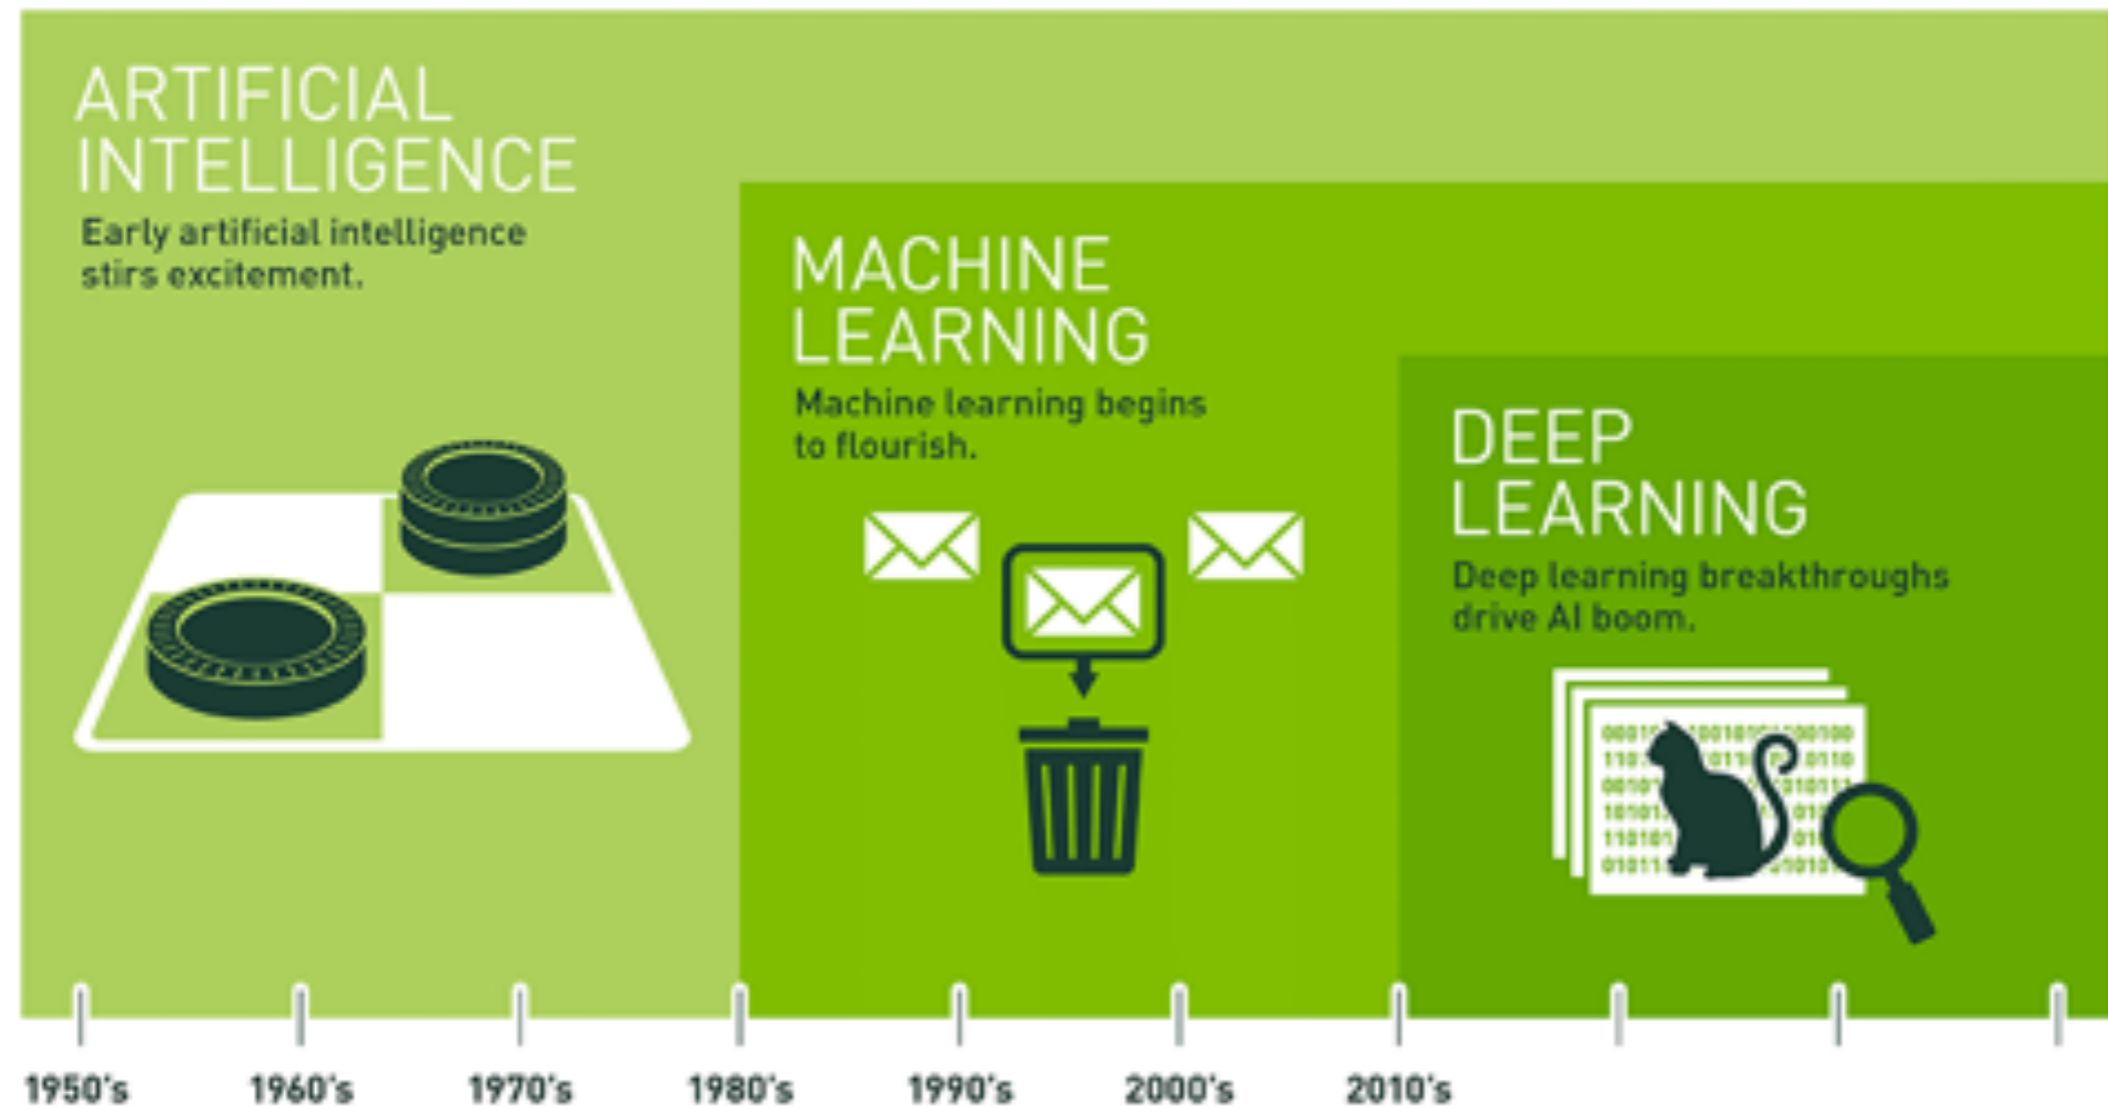 ARTIFICIAL
INTELLIGENCE
Early artificial intelligence
stirs excitement.
MACHINE
LEARNING
Machine learning begins
to flourish.
DEEP
LEARNING
Deep learning breakthroughs
drive AI boom.
1950's 1960's 1970's 1980's 1990's 2000's 2010's